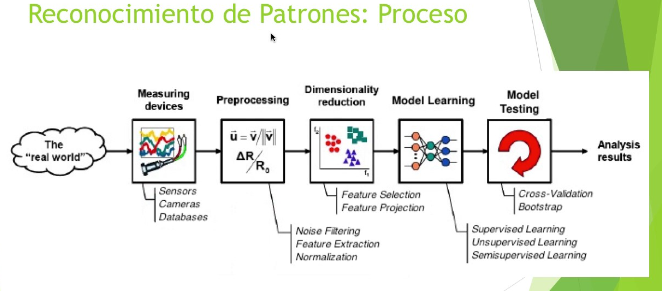 Reconocimiento de Patrones: Proceso
Measuring
devices
Preprocessing
Dimensionality
reduction
Model Learning
Model
Testing
The
"real world"
u = v/||v||
ΔR/R₀
f₂
f₁
Analysis
results
Sensors
Cameras
Databases
Noise Filtering
Feature Extraction
Normalization
Feature Selection
Feature Projection
Supervised Learning
Unsupervised Learning
Semisupervised Learning
Cross-Validation
Bootstrap